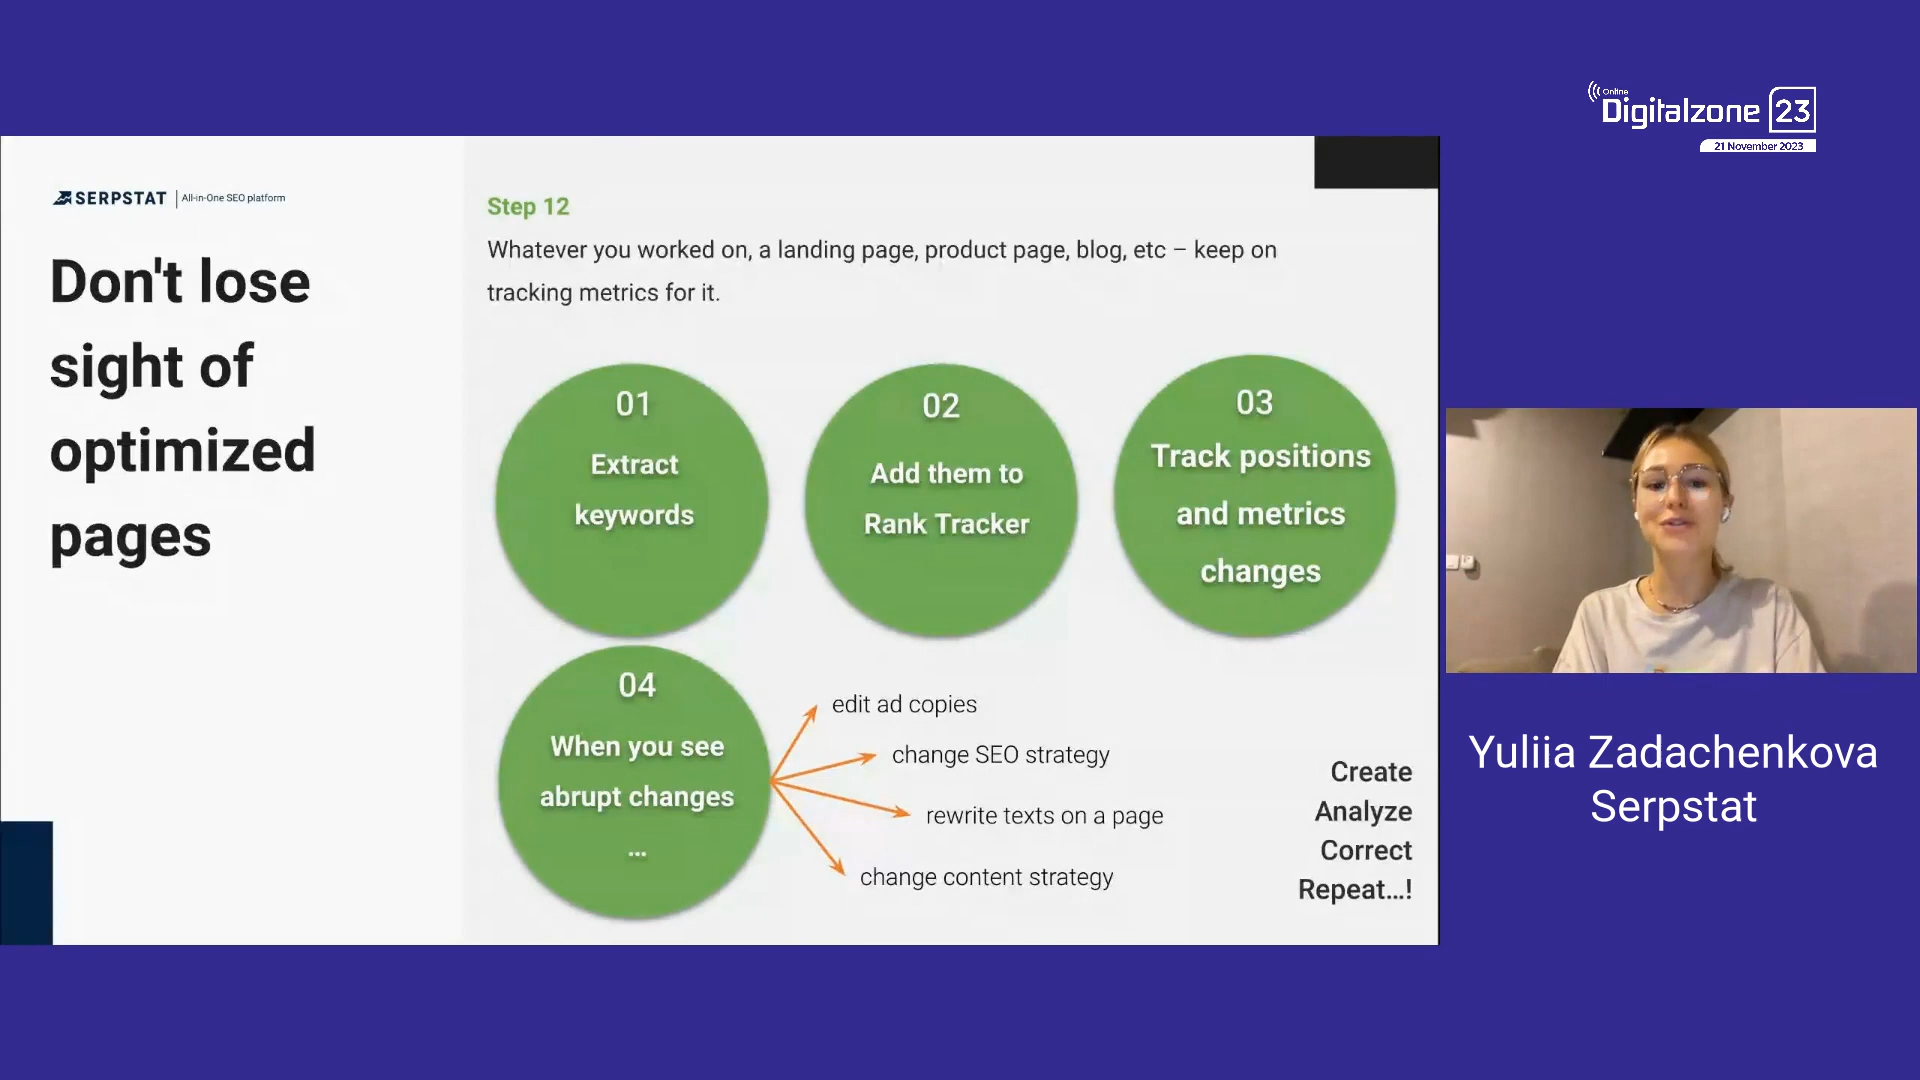 Online
Digitalzone 23
21 November 2023
SERPSTAT All-in-One SEO platform
Don't lose
sight of
optimized
pages
Step 12
Whatever you worked on, a landing page, product page, blog, etc – keep on
tracking metrics for it.
01
Extract
keywords
02
Add them to
Rank Tracker
03
Track positions
and metrics
changes
04
When you see
abrupt changes
...
edit ad copies
change SEO strategy
rewrite texts on a page
change content strategy
Create
Analyze
Correct
Repeat...!
Yuliia Zadachenkova
Serpstat